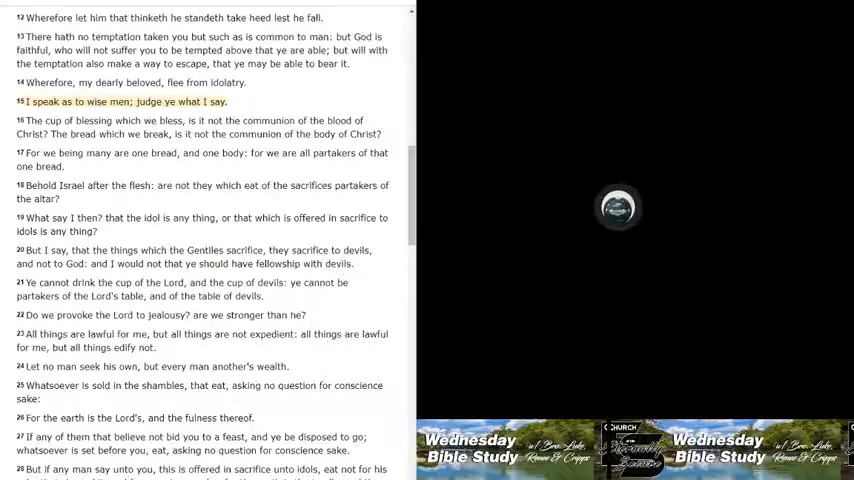 12 Wherefore let him that thinketh he standeth take heed lest he fall.
13 There hath no temptation taken you but such as is common to man: but God is
faithful, who will not suffer you to be tempted above that ye are able; but will with
the temptation also make a way to escape, that ye may be able to bear it.
14 Wherefore, my dearly beloved, flee from idolatry.
15 I speak as to wise men; judge ye what I say.
16 The cup of blessing which we bless, is it not the communion of the blood of
Christ? The bread which we break, is it not the communion of the body of Christ?
17 For we being many are one bread, and one body: for we are all partakers of that
one bread.
18 Behold Israel after the flesh: are not they which eat of the sacrifices partakers of
the altar?
19 What say I then? that the idol is any thing, or that which is offered in sacrifice to
idols is any thing?
20 But I say, that the things which the Gentiles sacrifice, they sacrifice to devils,
and not to God: and I would not that ye should have fellowship with devils.
21 Ye cannot drink the cup of the Lord, and the cup of devils: ye cannot be
partakers of the Lord's table, and of the table of devils.
22 Do we provoke the Lord to jealousy? are we stronger than he?
23 All things are lawful for me, but all things are not expedient: all things are lawful
for me, but all things edify not.
24 Let no man seek his own, but every man another's wealth.
25 Whatsoever is sold in the shambles, that eat, asking no question for conscience
sake:
26 For the earth is the Lord's, and the fulness thereof.
27 If any of them that believe not bid you to a feast, and ye be disposed to go;
whatsoever is set before you, eat, asking no question for conscience sake.
28 But if any man say unto you, this is offered in sacrifice unto idols, eat not for his
Wednesday
Bible Study
w/ Bro. Luke,
Renee & Cripps
CHURCH
of the
Eternally
Secure
Wednesday
Bible Study
w/ Bro. Luke,
Renee & Cripps